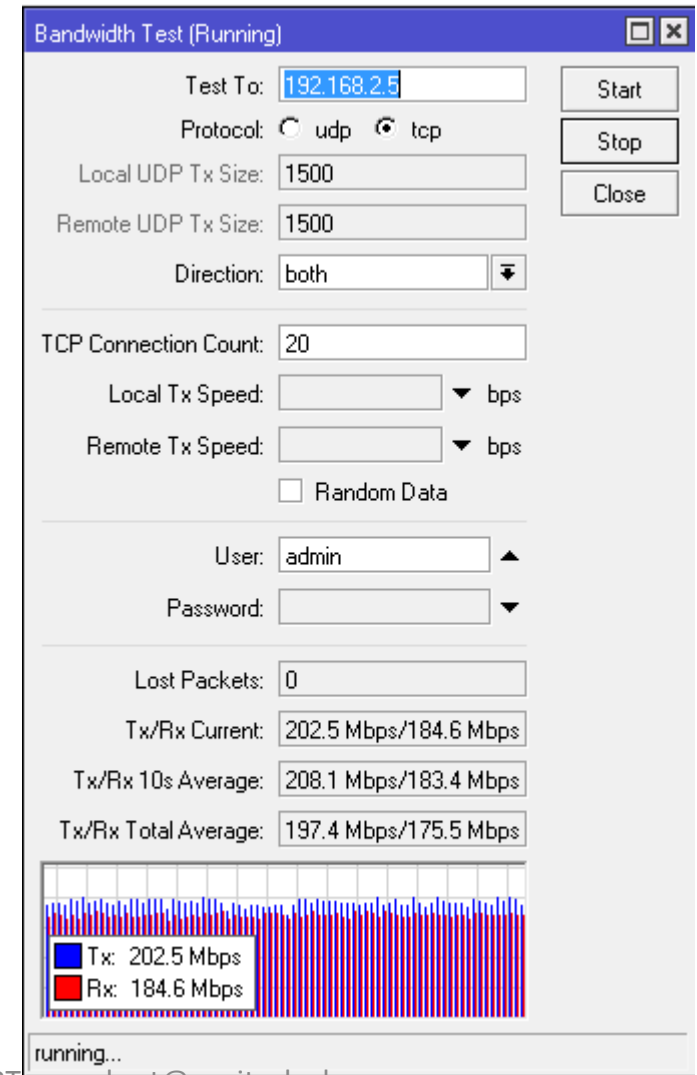 Bandwidth Test (Running)
Test To: 192.168.2.5
Start
Protocol: udp tcp
Stop
Local UDP Tx Size: 1500
Close
Remote UDP Tx Size: 1500
Direction: both
TCP Connection Count: 20
Local Tx Speed: bps
Remote Tx Speed: bps
Random Data
User: admin
Password:
Lost Packets: 0
Tx/Rx Current: 202.5 Mbps/184.6 Mbps
Tx/Rx 10s Average: 208.1 Mbps/183.4 Mbps
Tx/Rx Total Average: 197.4 Mbps/175.5 Mbps
Tx: 202.5 Mbps
Rx: 184.6 Mbps
running...